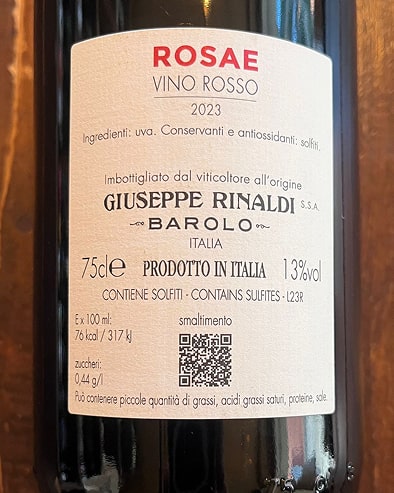 ROSAE
VINO ROSSO
2023
Ingredienti: uva. Conservanti e antiossidanti: solfiti.
Imbottigliato dal viticoltore all'origine
GIUSEPPE RINALDI S.S.A.
BAROLO
ITALIA
75cl e PRODOTTO IN ITALIA 13%vol
CONTIENE SOLFITI - CONTAINS SULFITES - L23R
E x 100 ml:
76 kcal / 317 kJ
smaltimento
zuccheri:
0,44 g/l
Può contenere piccole quantità di grassi, acidi grassi saturi, proteine, sale.